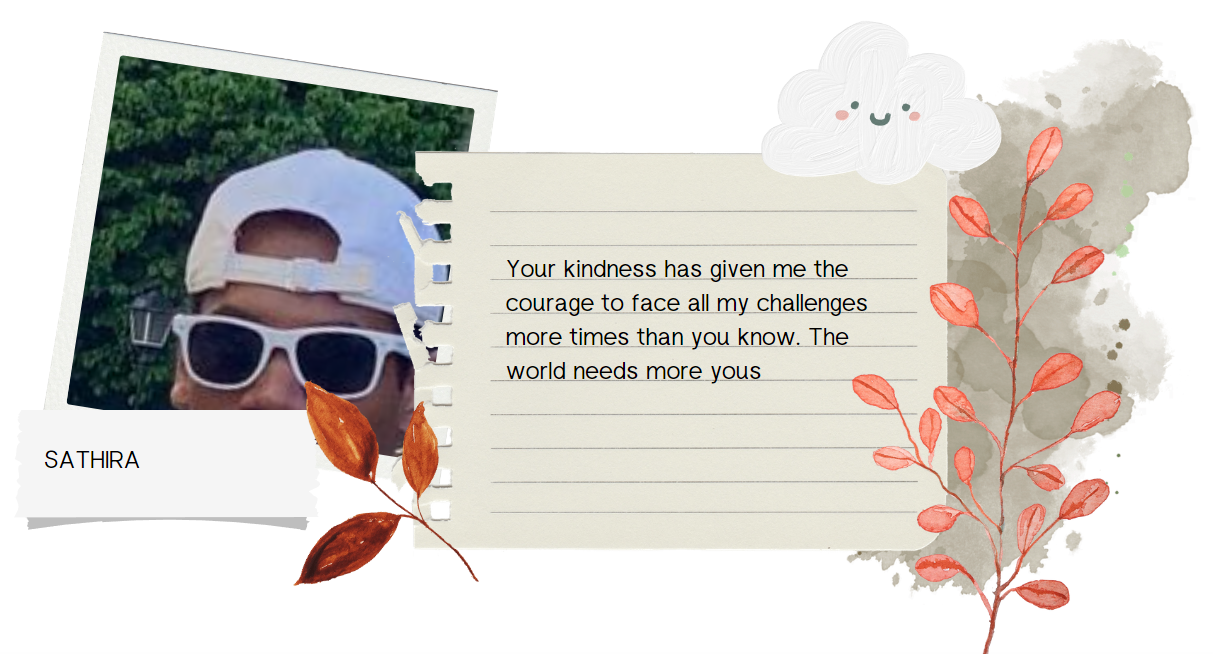 SATHIRA
Your kindness has given me the
courage to face all my challenges
more times than you know. The
world needs more yous